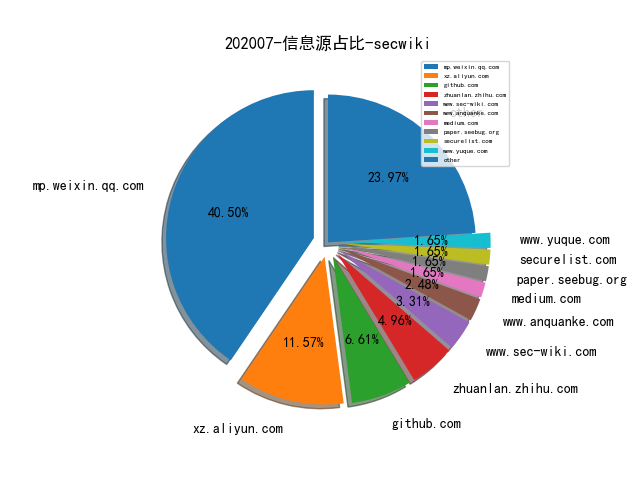 202007-信息源占比-secwiki
mp.weixin.qq.com
xz.aliyun.com
github.com
zhuanlan.zhihu.com
www.sec-wiki.com
www.anquanke.com
medium.com
paper.seebug.org
securelist.com
www.yuque.com
other
other
23.97%
mp.weixin.qq.com
40.50%
1.65%
www.yuque.com
1.65%
securelist.com
1.65%
paper.seebug.org
1.65%
medium.com
2.48%
www.anquanke.com
3.31%
www.sec-wiki.com
4.96%
zhuanlan.zhihu.com
6.61%
github.com
11.57%
xz.aliyun.com